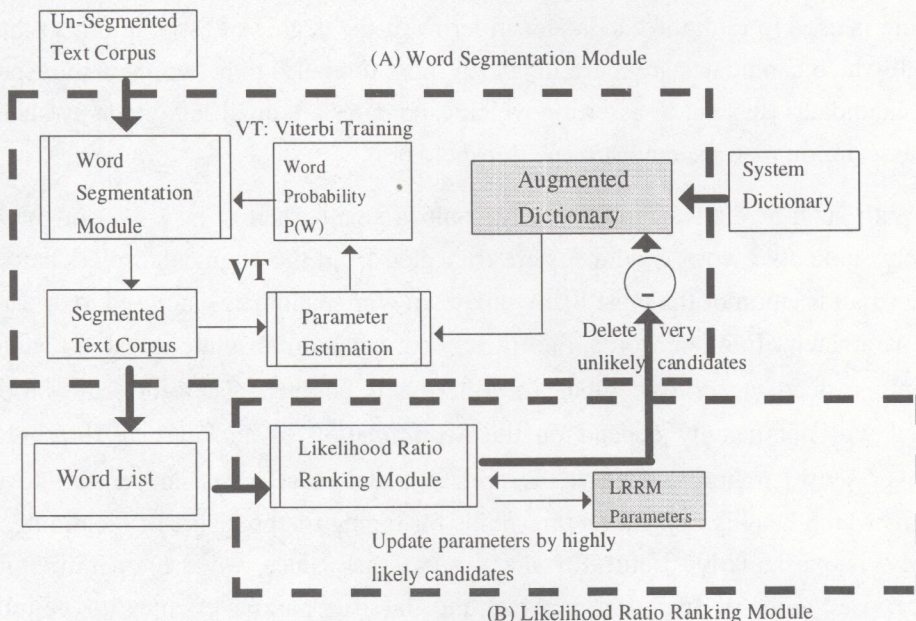 Un-Segmented
Text Corpus
(A) Word Segmentation Module
VT: Viterbi Training
Word
Segmentation
Module
Word
Probability
P(W)
Augmented
Dictionary
System
Dictionary
VT
-
Segmented
Text Corpus
Parameter
Estimation
Delete very
unlikely candidates
Word List
Likelihood Ratio
Ranking Module
LRRM
Parameters
Update parameters by highly
likely candidates
(B) Likelihood Ratio Ranking Module